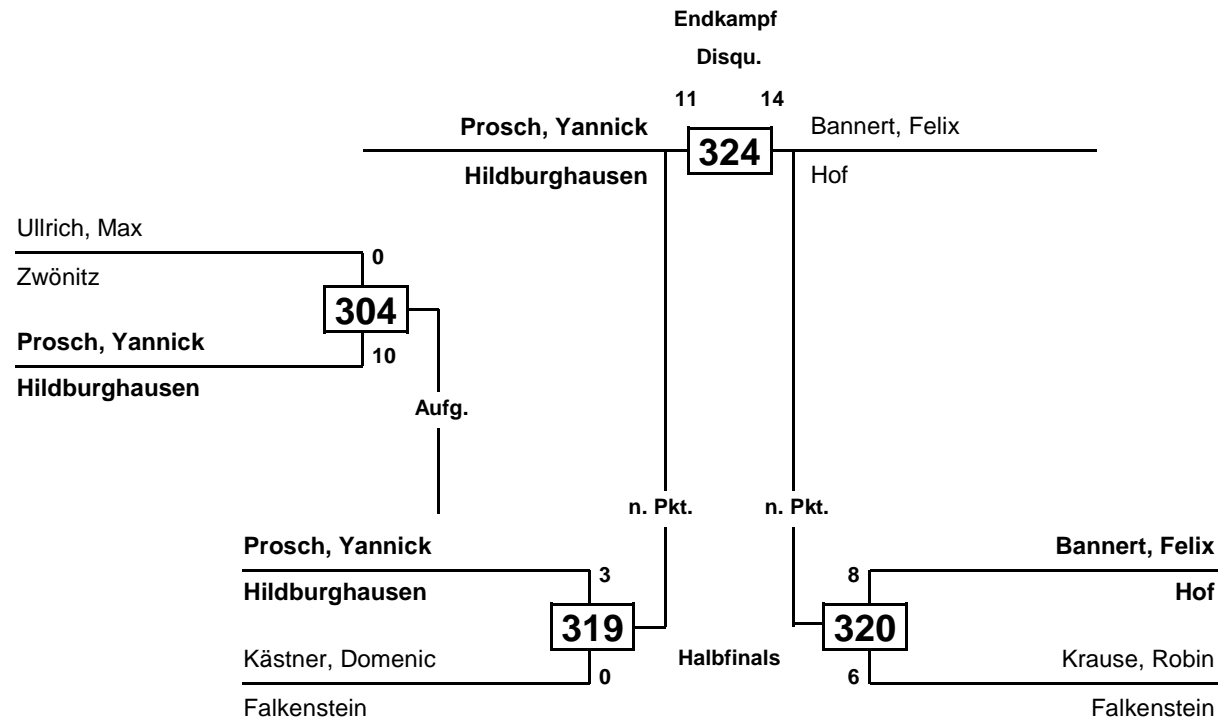 Endkampf
Disqu.
11 14
Prosch, Yannick 324 Bannert, Felix
Hildburghausen Hof
Ullrich, Max
0
Zwönitz
304
Prosch, Yannick
10
Hildburghausen
Aufg.
n. Pkt. n. Pkt.
Prosch, Yannick Bannert, Felix
3 8
Hildburghausen Hof
319 320
Kästner, Domenic Halbfinals Krause, Robin
0 6
Falkenstein Falkenstein